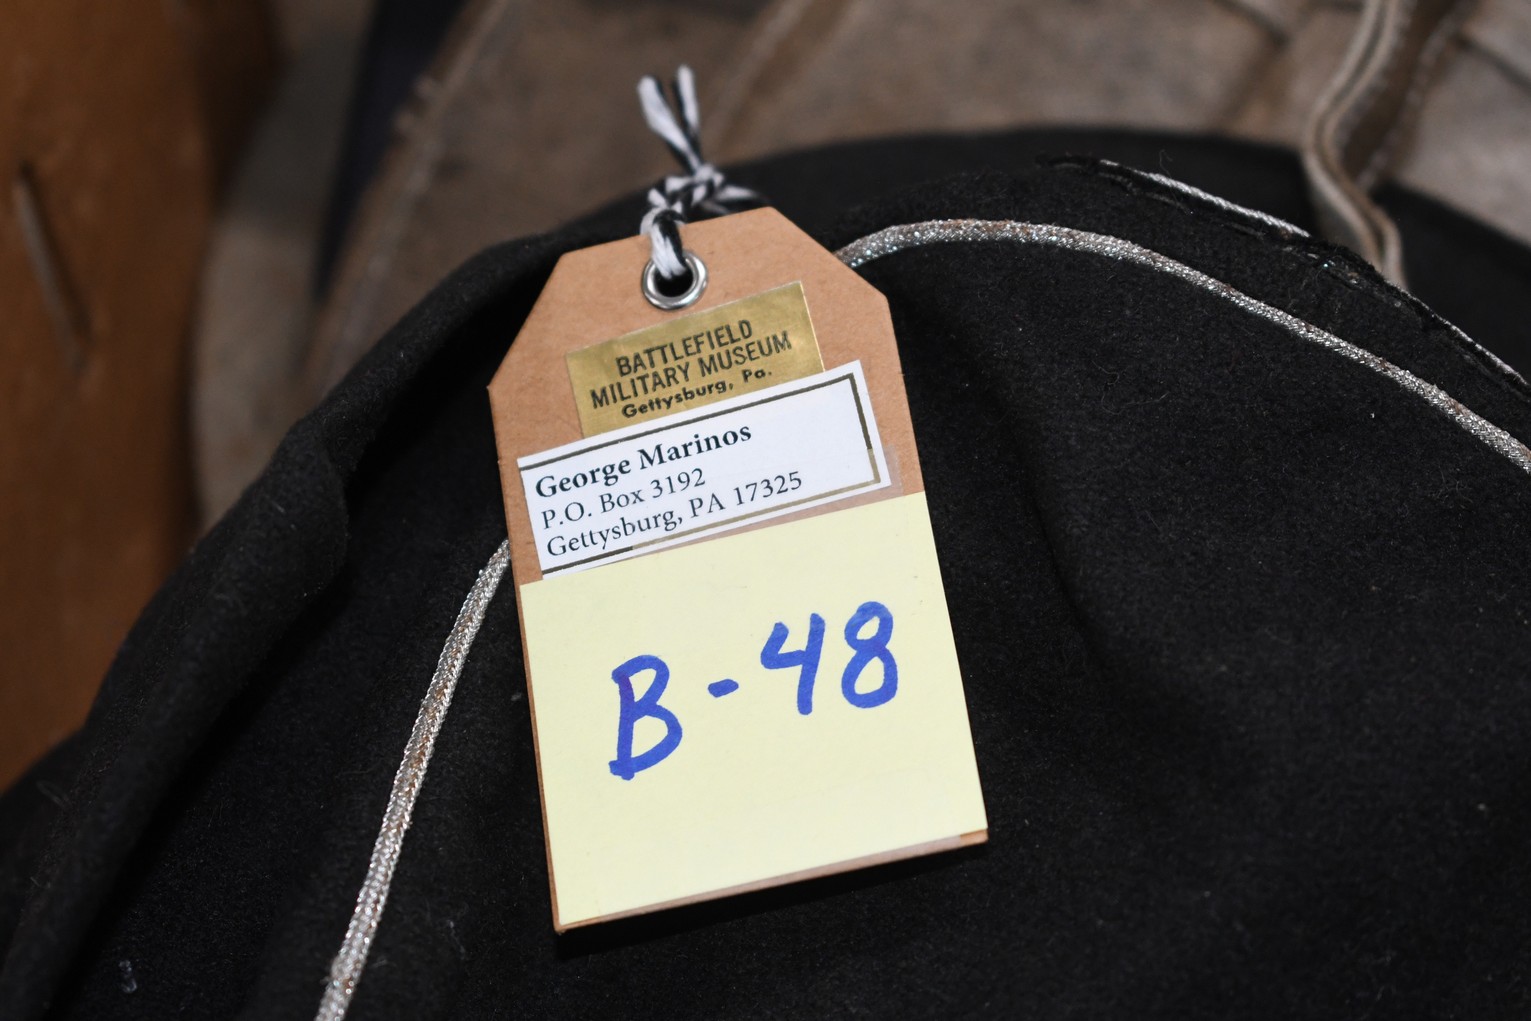 BATTLEFIELD
MILITARY MUSEUM
Gettysburg, Pa.
George Marinos
P.O. Box 3192
Gettysburg, PA 17325
B-48